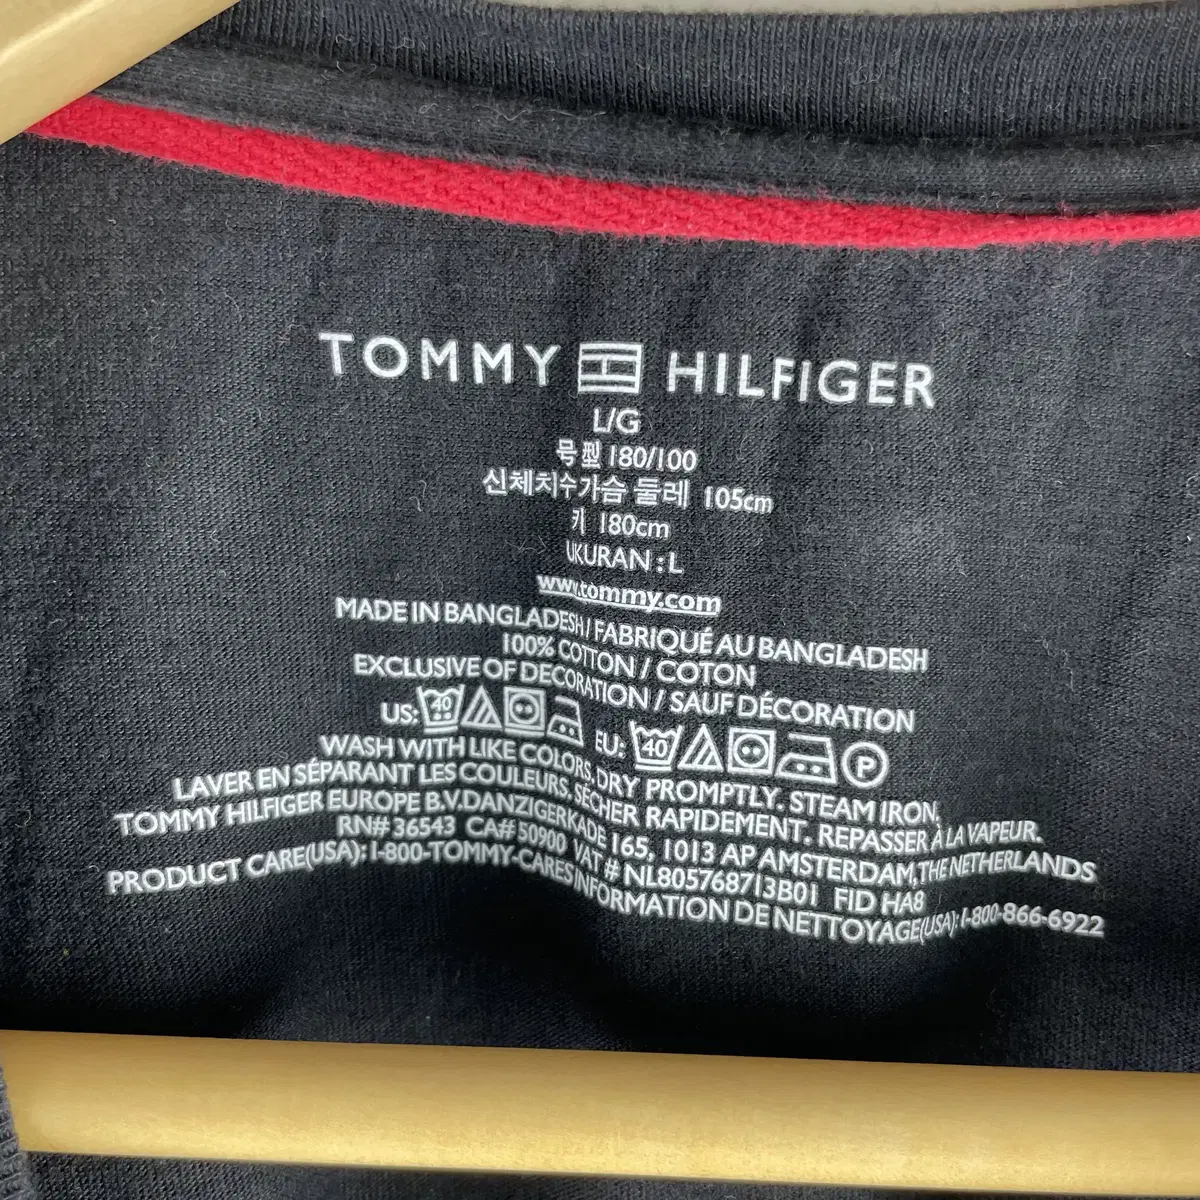 TOMMY HILFIGER
L/G
号型 180/100
신체치수가슴 둘레 105cm
키 180cm
UKURAN : L
www.tommy.com
MADE IN BANGLADESH / FABRIQUÉ AU BANGLADESH
100% COTTON / COTON
EXCLUSIVE OF DECORATION / SAUF DÉCORATION
US: 40 EU: 40 P
WASH WITH LIKE COLORS. DRY PROMPTLY. STEAM IRON.
LAVER EN SÉPARANT LES COULEURS. SÉCHER RAPIDEMENT. REPASSER À LA VAPEUR.
TOMMY HILFIGER EUROPE B.V.DANZIGERKADE 165, 1013 AP AMSTERDAM, THE NETHERLANDS
RN# 36543 CA# 50900 VAT # NL805768713B01 FID HA8
PRODUCT CARE(USA): 1-800-TOMMY-CARES INFORMATION DE NETTOYAGE(USA): 1-800-866-6922